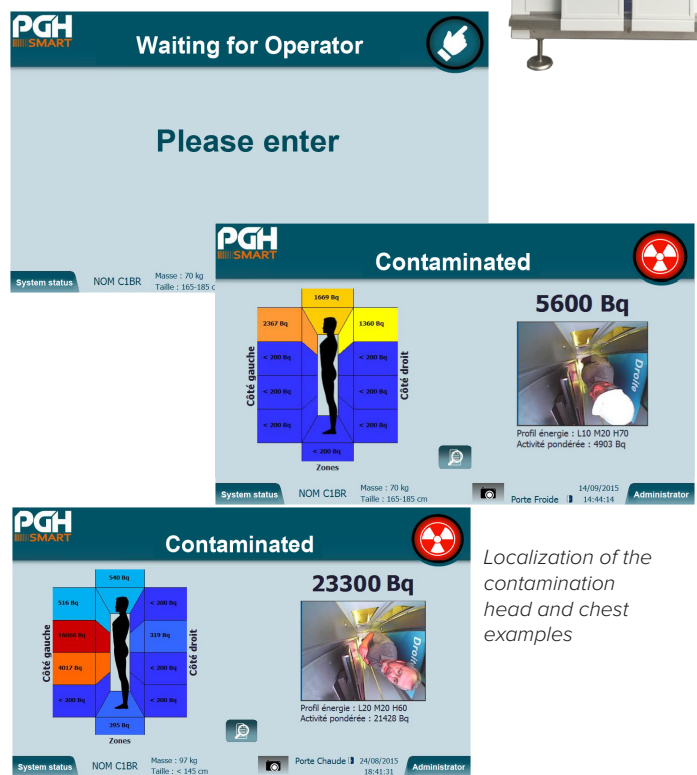 PGH
SMART
Waiting for Operator
Please enter
System status
NOM C1BR
Masse : 70 kg
Taille : 165-185 c
PGH
SMART
Contaminated
1669 Bq
2367 Bq
1360 Bq
< 200 Bq
< 200 Bq
< 200 Bq
< 200 Bq
< 200 Bq
< 200 Bq
< 200 Bq
Côté gauche
Côté droit
Zones
5600 Bq
Droite
Profil énergie : L10 M20 H70
Activité pondérée : 4903 Bq
System status
NOM C1BR
Masse : 70 kg
Taille : 165-185 cm
Porte Froide
14/09/2015
14:44:14
Administrator
PGH
SMART
Contaminated
540 Bq
516 Bq
< 200 Bq
Bq
319 Bq
4017 Bq
< 200 Bq
< 200 Bq
< 200 Bq
395 Bq
Côté gauche
Côté droit
Zones
23300 Bq
Droite
Profil énergie : L20 M20 H60
Activité pondérée : 21428 Bq
System status
NOM C1BR
Masse : 97 kg
Taille : < 145 cm
Porte Chaude
24/08/2015
18:41:31
Administrator
Localization of the
contamination
head and chest
examples